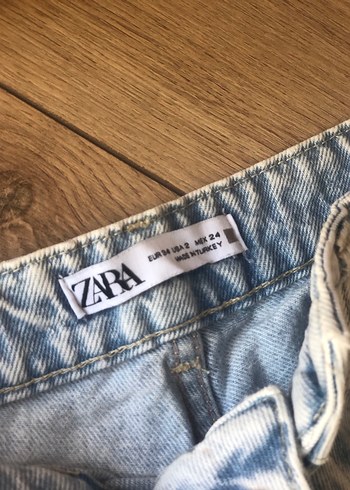 ZARA
EUR 34 USA 2 MEX 24
MADE IN TURKEY